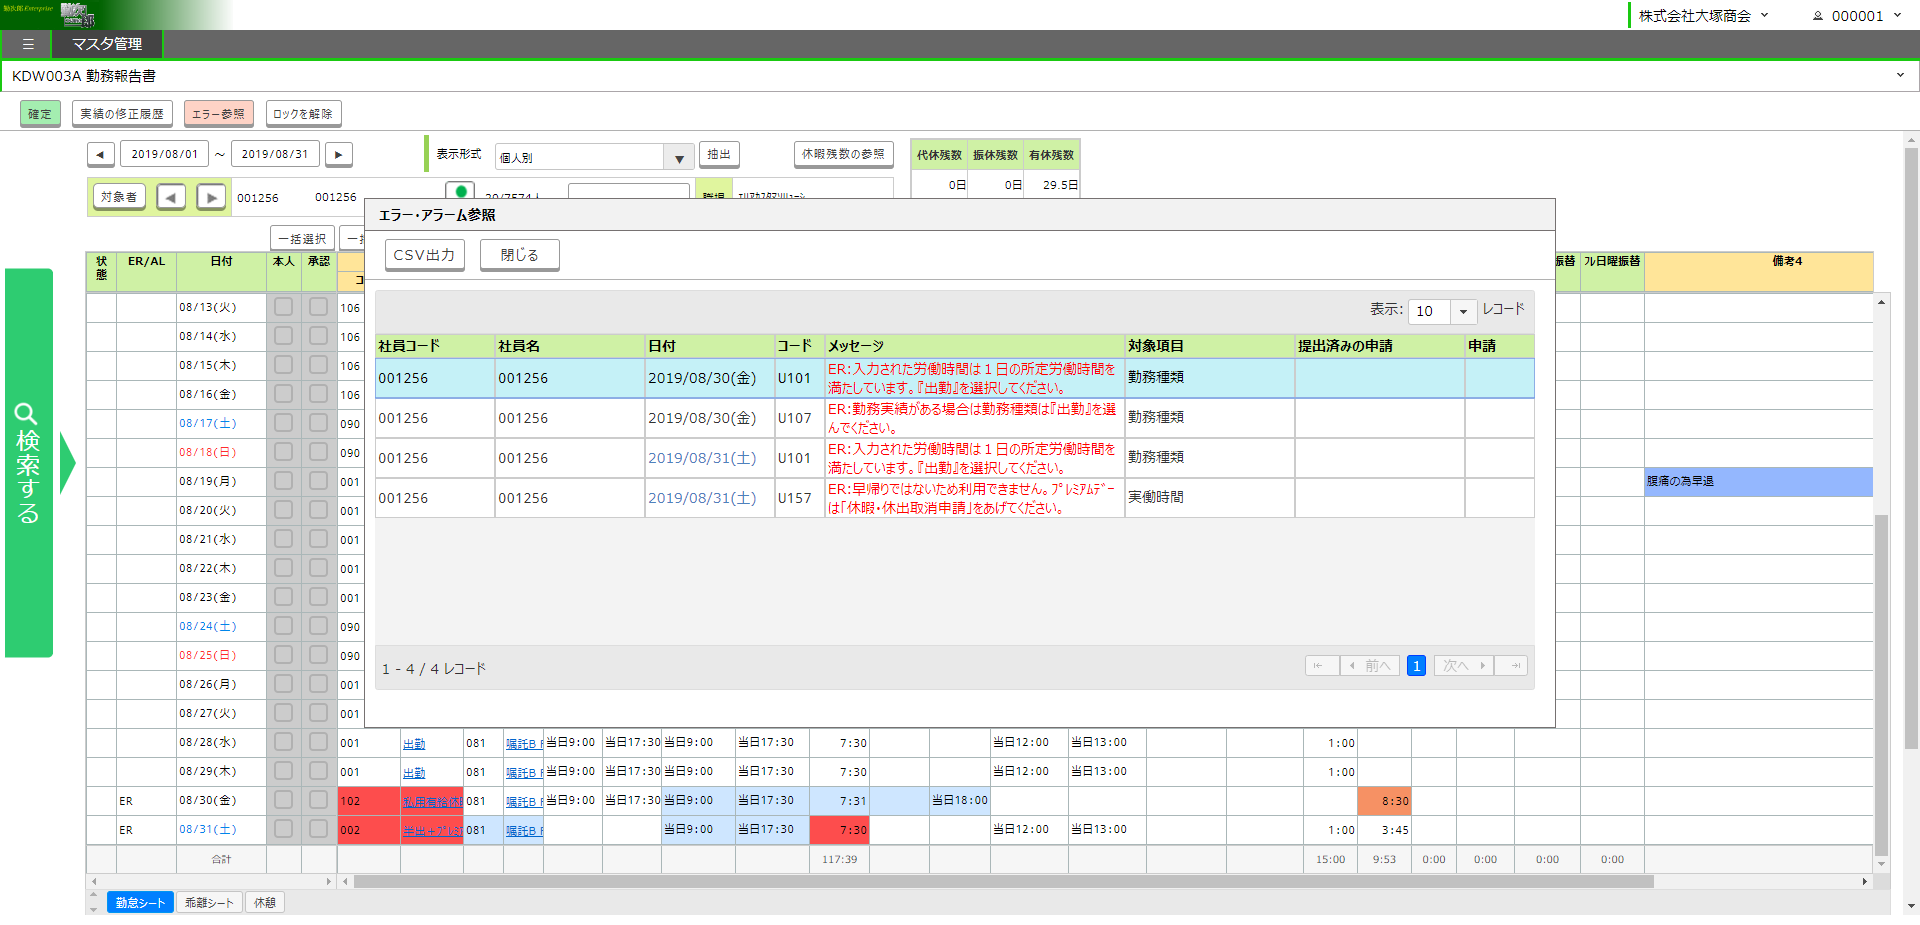 勤次郎Enterprise
株式会社大塚商会
000001
マスタ管理
KDW003A 勤務報告書
確定 実績の修正履歴 エラー参照 ロックを解除
◀ 2019/08/01 ～ 2019/08/31 ▶ 表示形式 個人別 ▼ 抽出 休暇残数の参照
代休残数 振休残数 有休残数
0日 0日 29.5日
対象者 ◀ ▶ 001256 001256
一括選択
状態 ER/AL 日付 本人 承認
振替 ﾌﾚ日曜振替 備考4
エラー・アラーム参照
CSV出力 閉じる
表示: 10 レコード
社員コード 社員名 日付 コード メッセージ 対象項目 提出済みの申請 申請
001256 001256 2019/08/30(金) U101 ER:入力された労働時間は１日の所定労働時間を
満たしています。『出勤』を選択してください。 勤務種類
001256 001256 2019/08/30(金) U107 ER:勤務実績がある場合は勤務種類は『出勤』を選
んでください。 勤務種類
001256 001256 2019/08/31(土) U101 ER:入力された労働時間は１日の所定労働時間を
満たしています。『出勤』を選択してください。 勤務種類
001256 001256 2019/08/31(土) U157 ER:早帰りではないため利用できません。ﾌﾟﾚﾐｱﾑﾃﾞｰ
は「休暇・休出取消申請」をあげてください。 実働時間
1 - 4 / 4 レコード
前へ 1 次へ
検索する
08/13(火) 106
08/14(水) 106
08/15(木) 106
08/16(金) 106
08/17(土) 090
08/18(日) 090
08/19(月) 001 腹痛の為早退
08/20(火) 001
08/21(水) 001
08/22(木) 001
08/23(金) 001
08/24(土) 090
08/25(日) 090
08/26(月) 001
08/27(火) 001
08/28(水) 001 出勤 081 嘱託B 当日9:00 当日17:30 当日9:00 当日17:30 7:30 当日12:00 当日13:00 1:00
08/29(木) 001 出勤 081 嘱託B 当日9:00 当日17:30 当日9:00 当日17:30 7:30 当日12:00 当日13:00 1:00
ER 08/30(金) 102 私用有給休 081 嘱託B 当日9:00 当日17:30 当日9:00 当日17:30 7:31 当日18:00 8:30
ER 08/31(土) 002 半出+ﾌﾟﾚﾐｱ 081 嘱託B 当日9:00 当日17:30 7:30 当日12:00 当日13:00 1:00 3:45
合計 117:39 15:00 9:53 0:00 0:00 0:00 0:00
勤怠シート 乖離シート 休憩